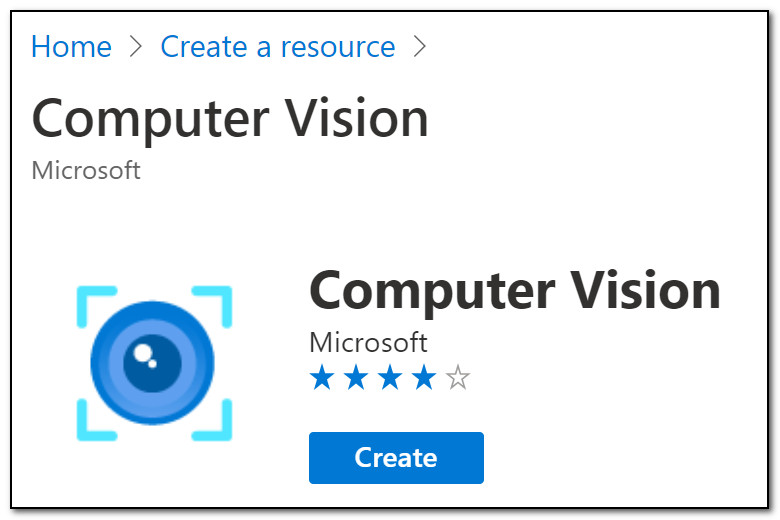 Home > Create a resource >
Computer Vision
Microsoft
Computer Vision
Microsoft
Create